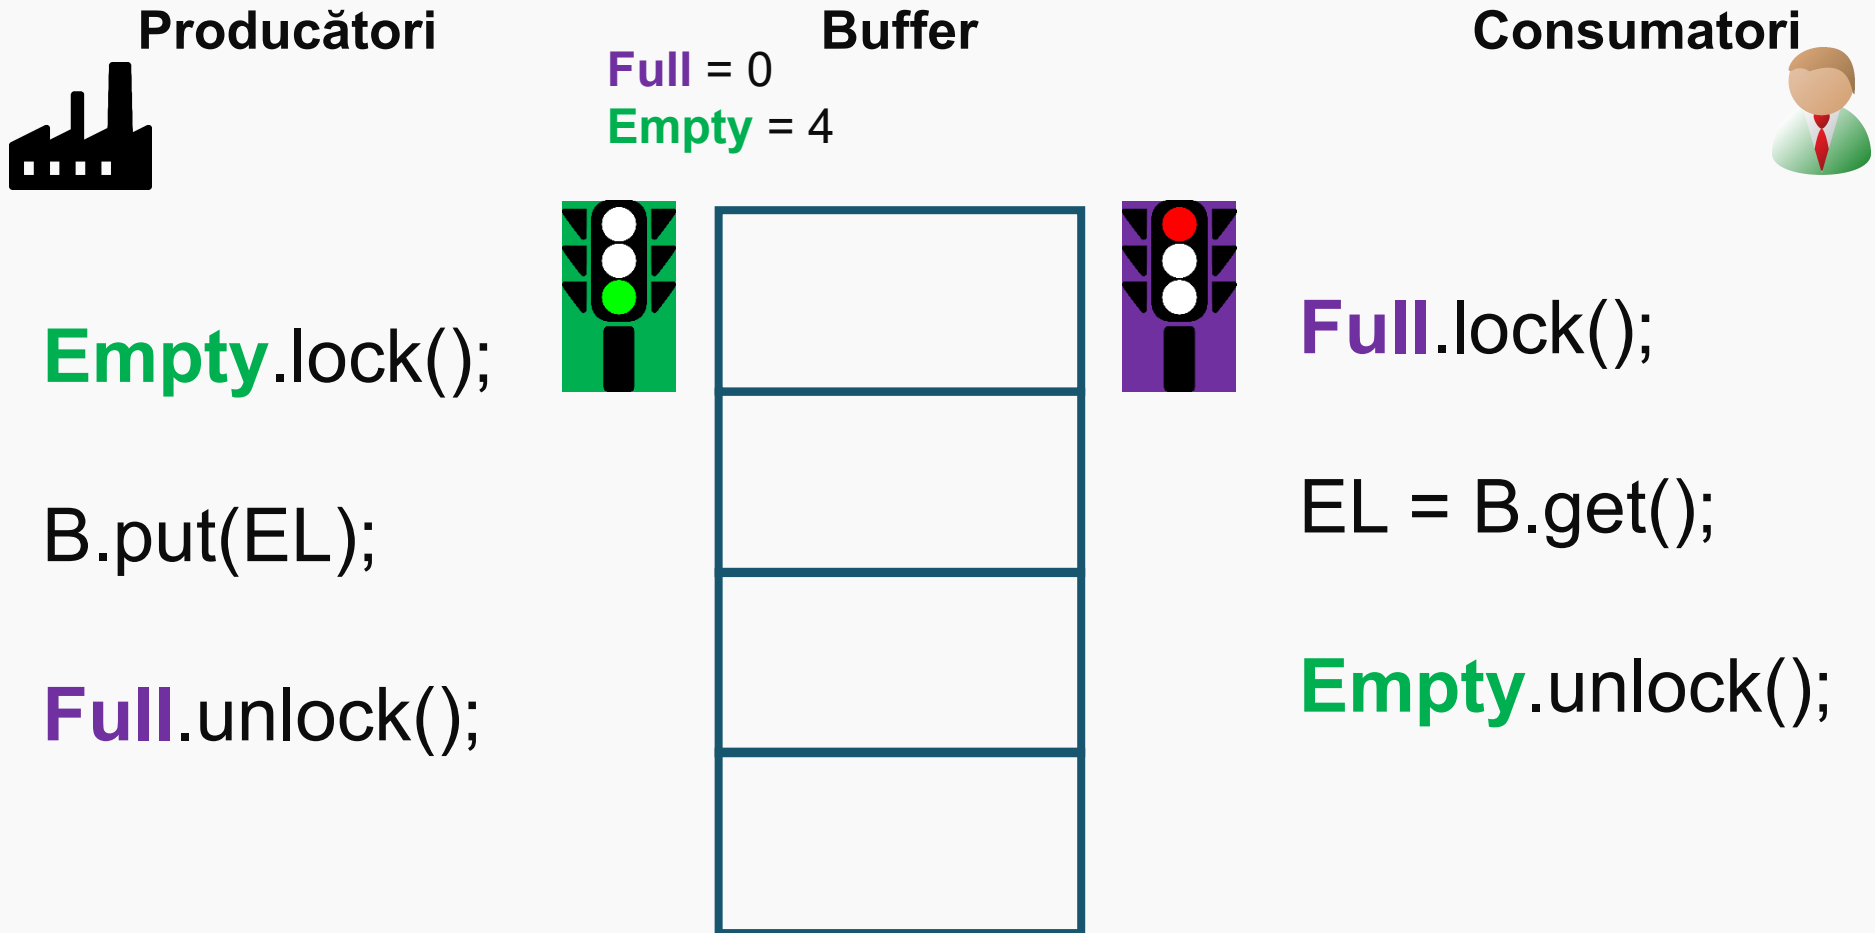 Producători
Buffer
Consumatori
Full = 0
Empty = 4
Empty.lock();
B.put(EL);
Full.unlock();
Full.lock();
EL = B.get();
Empty.unlock();